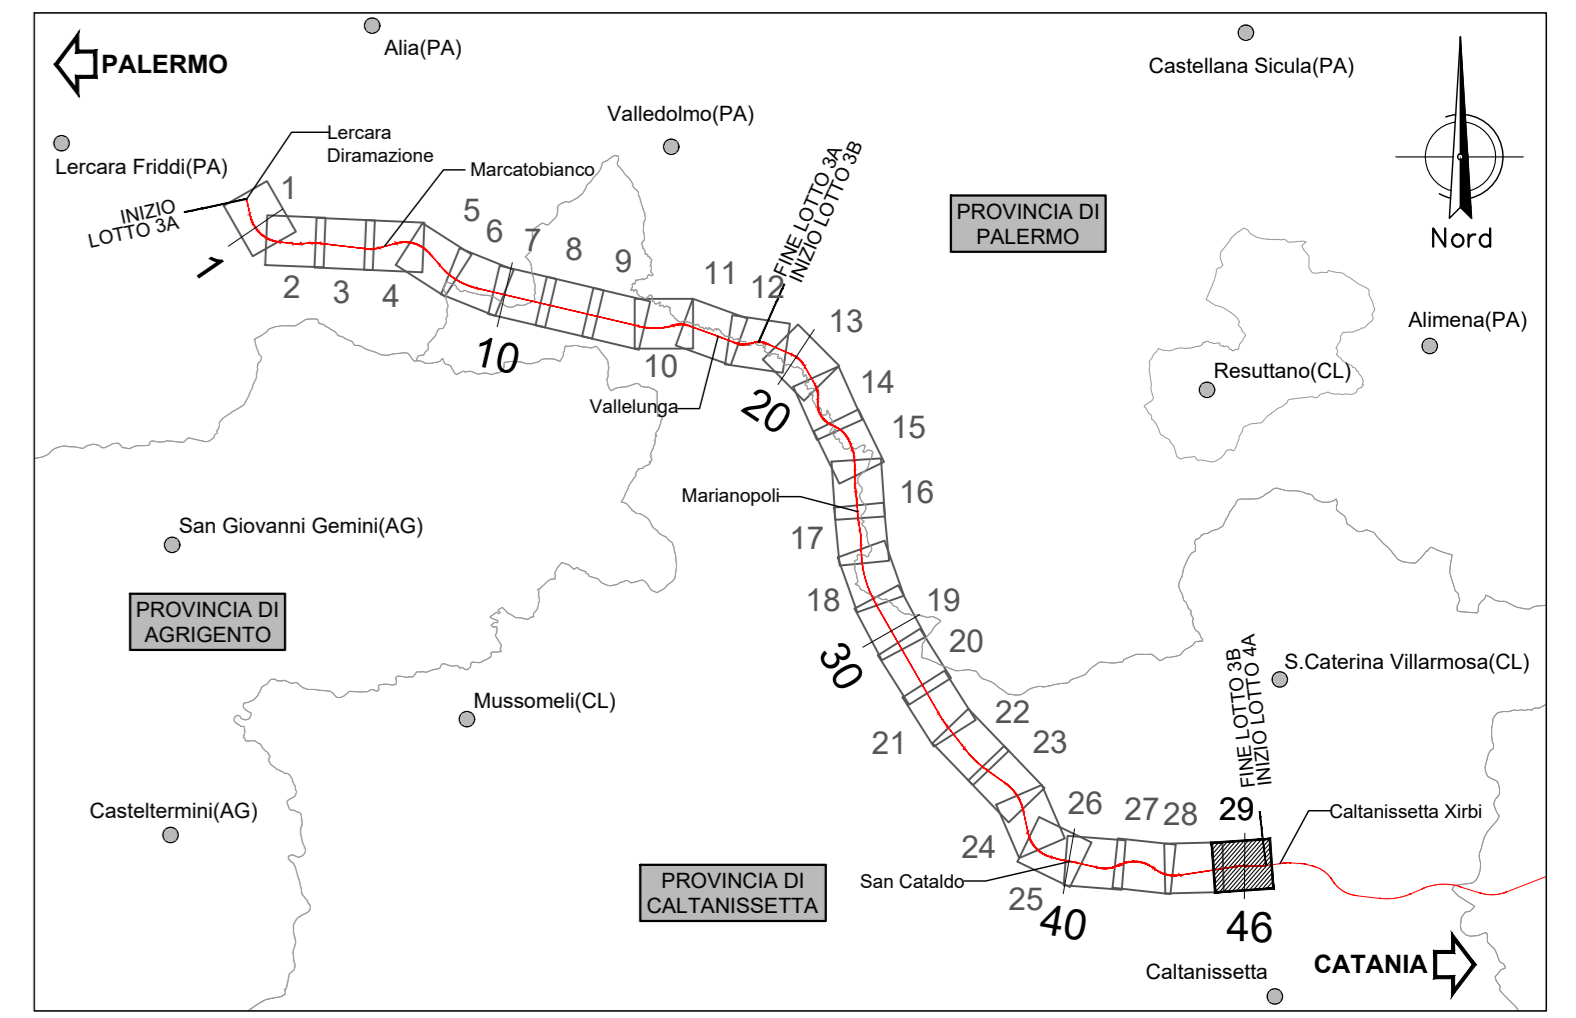 Alia(PA)
PALERMO
Castellana Sicula(PA)
Valledolmo(PA)
Lercara
Diramazione
Lercara Friddi(PA)
Marcatobianco
INIZIO
LOTTO 3A
FINE LOTTO 3A
INIZIO LOTTO 3B
PROVINCIA DI
PALERMO
Nord
1
1
2
3
4
5
6
7
8
9
10
10
11
12
13
14
15
16
17
18
19
20
20
21
22
23
24
25
26
27
28
29
30
40
46
Alimena(PA)
Resuttano(CL)
Vallelunga
Marianopoli
San Giovanni Gemini(AG)
PROVINCIA DI
AGRIGENTO
Mussomeli(CL)
S.Caterina Villarmosa(CL)
FINE LOTTO 3B
INIZIO LOTTO 4A
Casteltermini(AG)
Caltanissetta Xirbi
PROVINCIA DI
CALTANISSETTA
San Cataldo
Caltanissetta
CATANIA